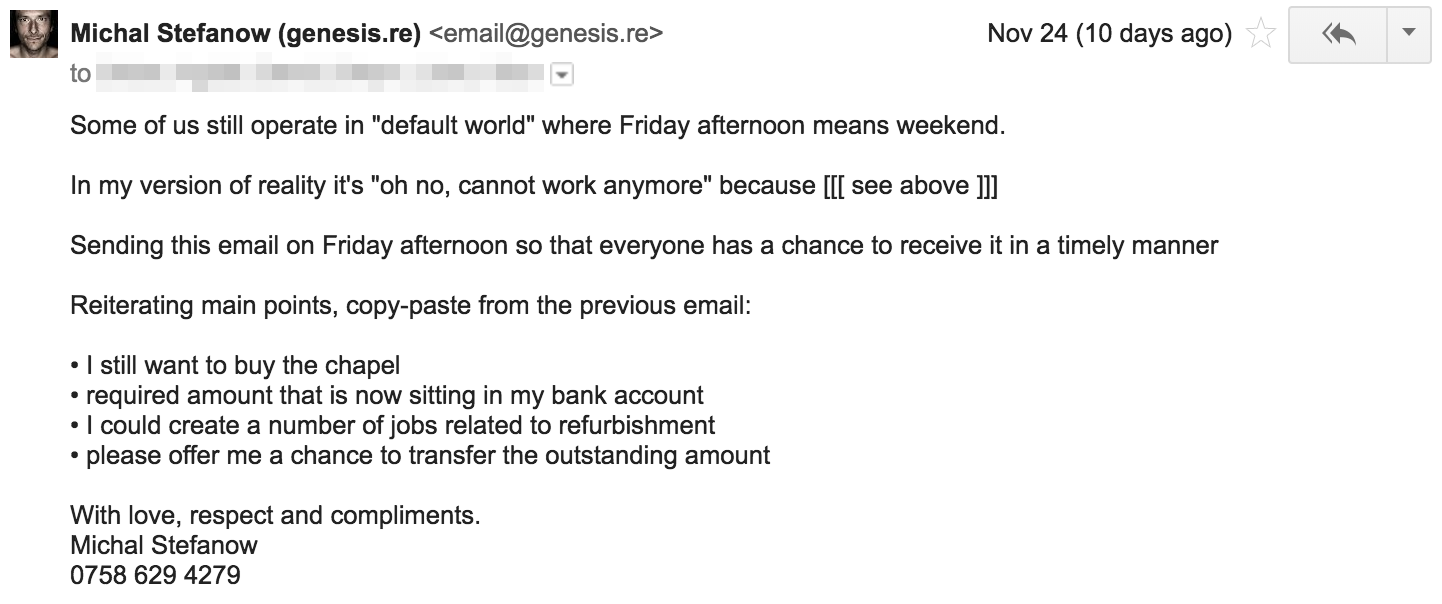 Michal Stefanow (genesis.re) <email@genesis.re> Nov 24 (10 days ago)
to
Some of us still operate in "default world" where Friday afternoon means weekend.
In my version of reality it's "oh no, cannot work anymore" because [[[ see above ]]]
Sending this email on Friday afternoon so that everyone has a chance to receive it in a timely manner
Reiterating main points, copy-paste from the previous email:
• I still want to buy the chapel
• required amount that is now sitting in my bank account
• I could create a number of jobs related to refurbishment
• please offer me a chance to transfer the outstanding amount
With love, respect and compliments.
Michal Stefanow
0758 629 4279